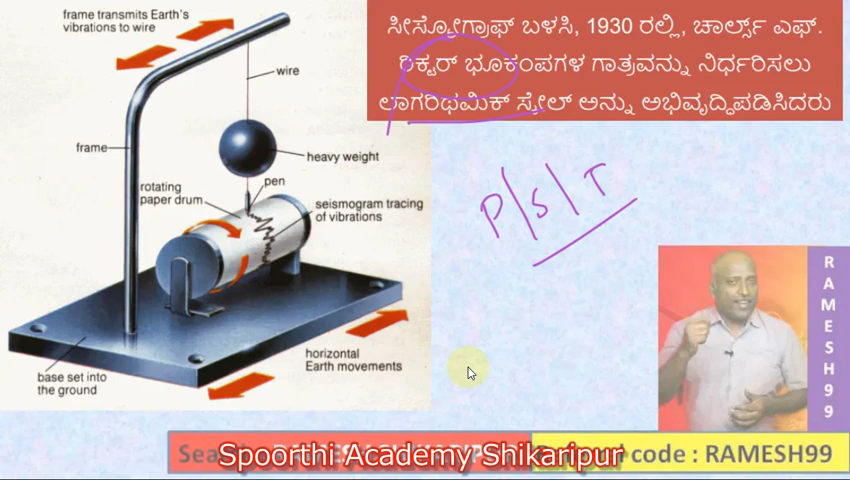 frame transmits Earth's
vibrations to wire
wire
frame
heavy weight
pen
rotating
paper drum
seismogram tracing
of vibrations
horizontal
Earth movements
base set into
the ground
ಸೀಸ್ಮೋಗ್ರಾಫ್ ಬಳಸಿ, 1930 ರಲ್ಲಿ, ಚಾರ್ಲ್ಸ್ ಎಫ್.
ರಿಕ್ಟರ್ ಭೂಕಂಪಗಳ ಗಾತ್ರವನ್ನು ನಿರ್ಧರಿಸಲು
ಲಾಗರಿಥಮಿಕ್ ಸ್ಕೇಲ್ ಅನ್ನು ಅಭಿವೃದ್ಧಿಪಡಿಸಿದರು
P/S/T
RAMESH99
Spoorthi Academy Shikaripur
code : RAMESH99